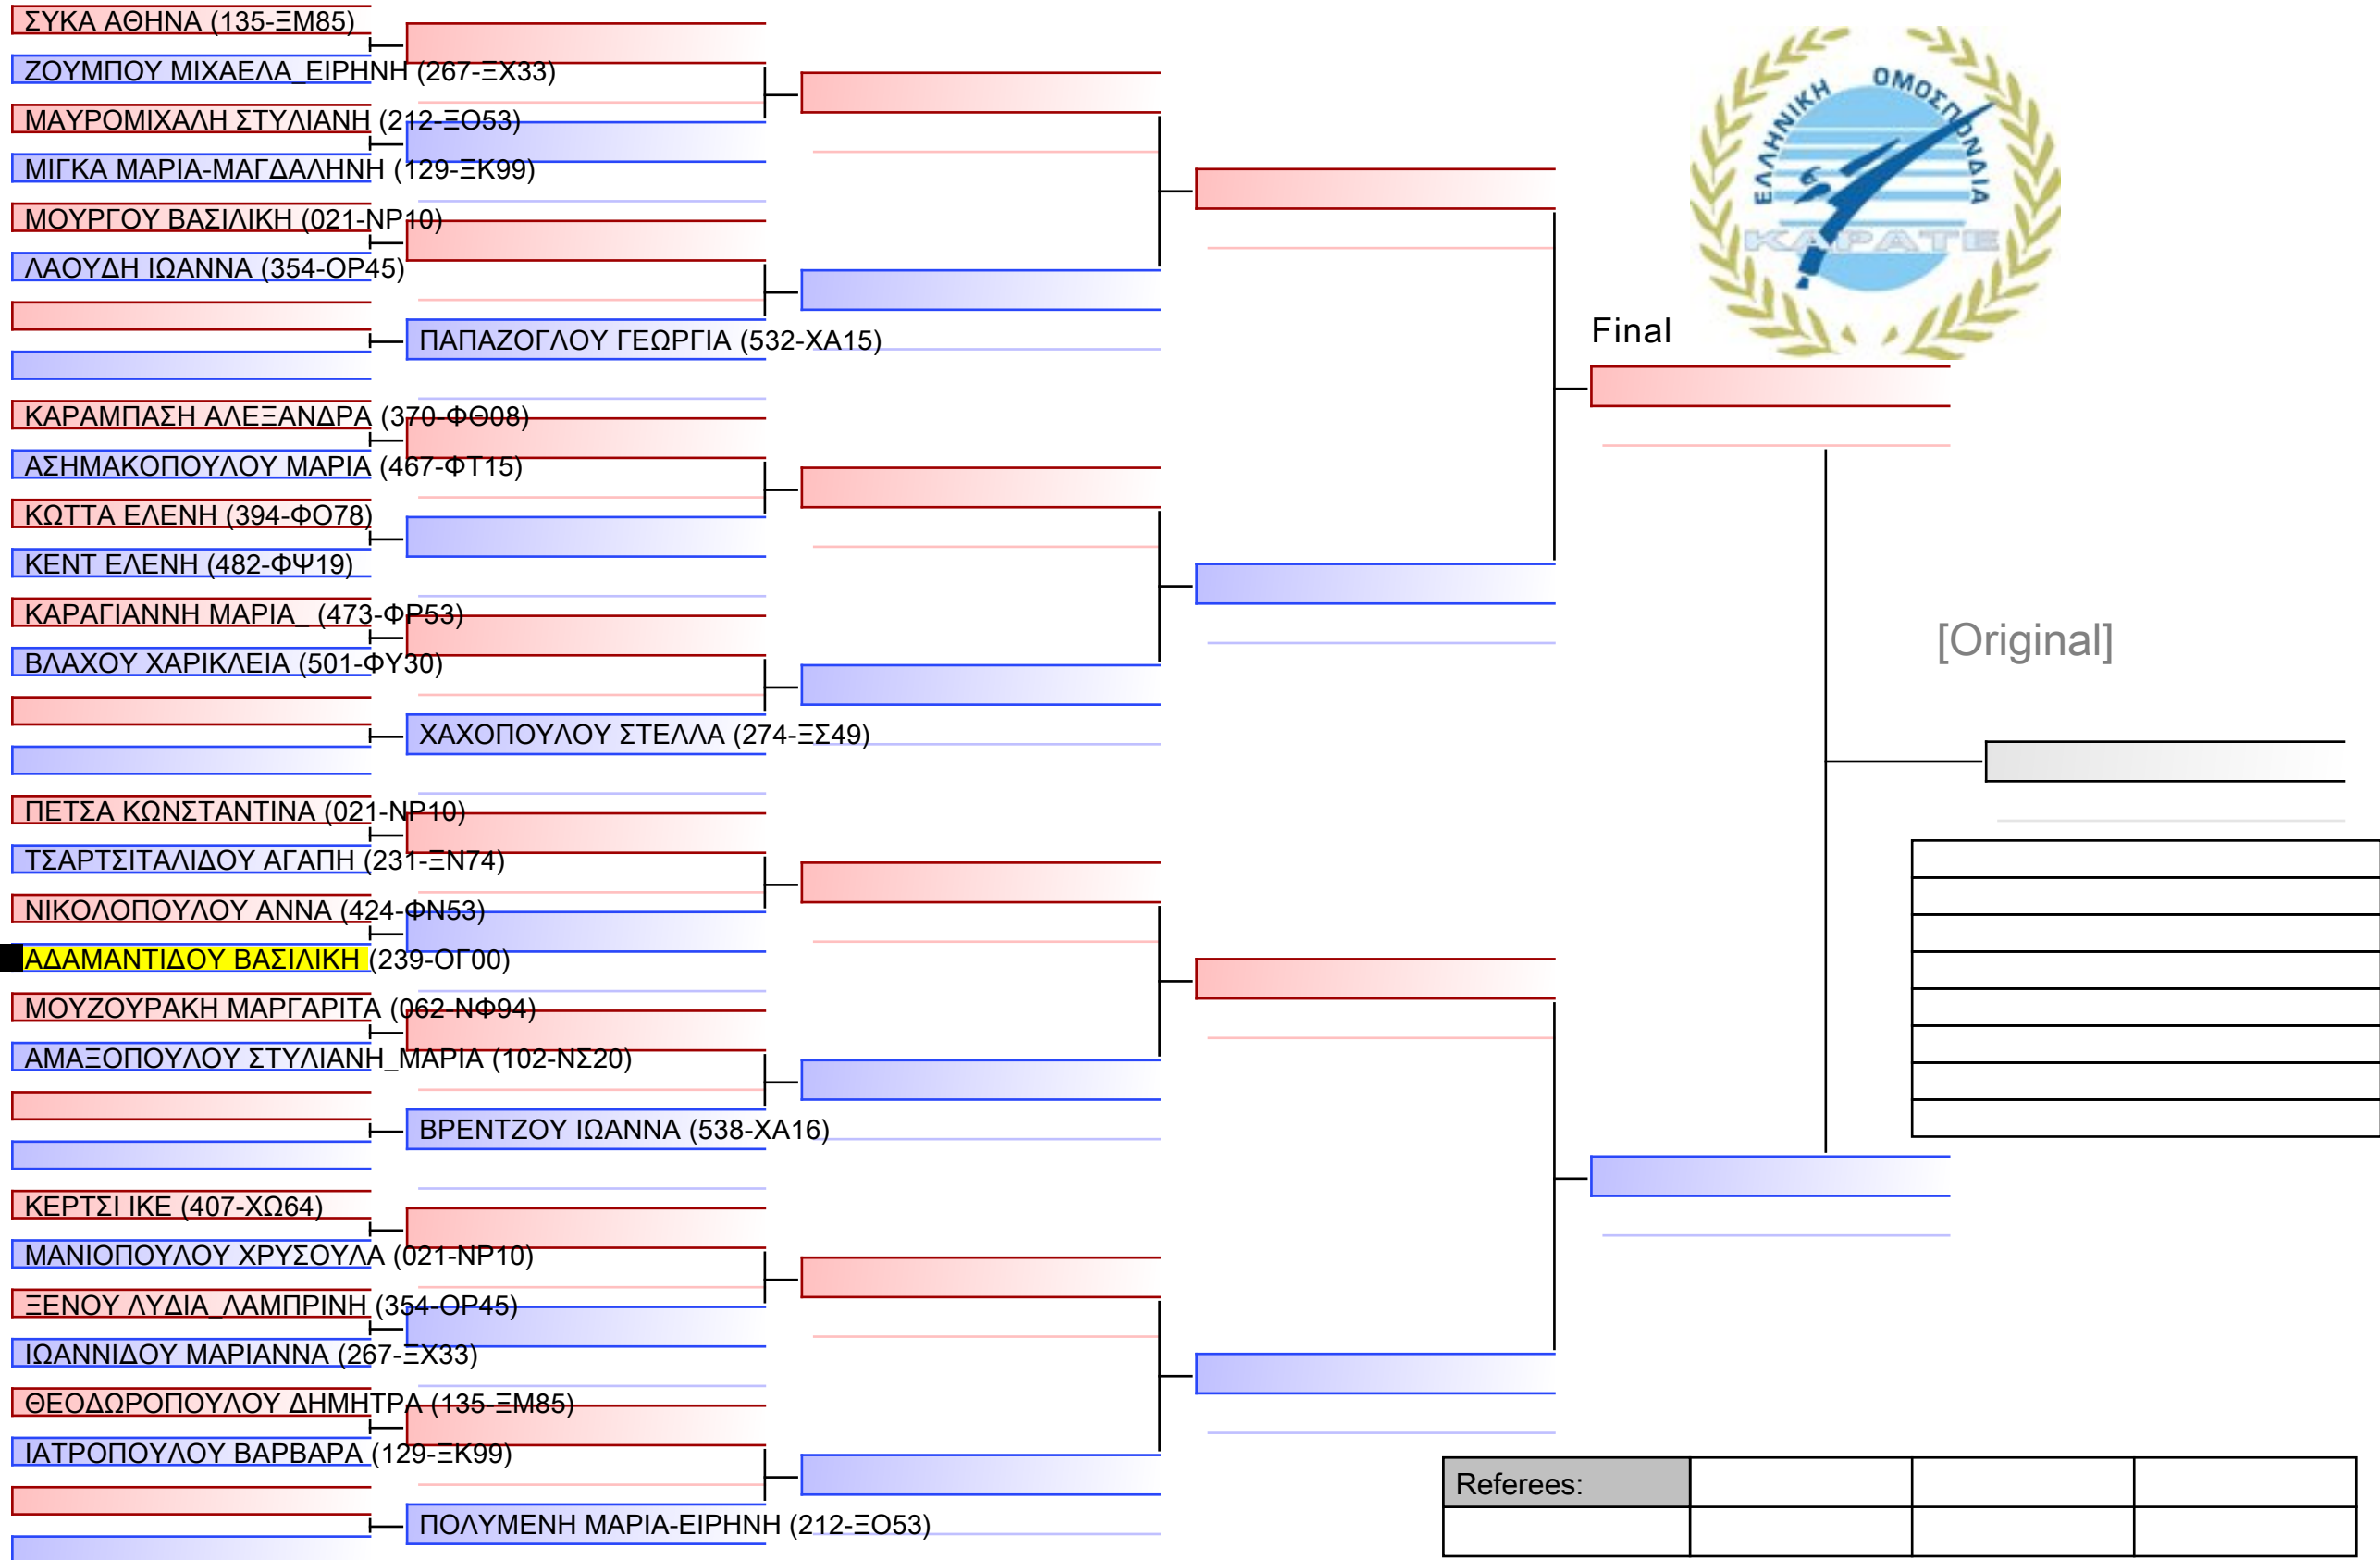 ΣΥΚΑ ΑΘΗΝΑ (135-ΞΜ85)
ΖΟΥΜΠΟΥ ΜΙΧΑΕΛΑ_ΕΙΡΗΝΗ (267-ΞΧ33)
ΜΑΥΡΟΜΙΧΑΛΗ ΣΤΥΛΙΑΝΗ (212-ΞΟ53)
ΜΙΓΚΑ ΜΑΡΙΑ-ΜΑΓΔΑΛΗΝΗ (129-ΞΚ99)
ΜΟΥΡΓΟΥ ΒΑΣΙΛΙΚΗ (021-ΝΡ10)
ΛΑΟΥΔΗ ΙΩΑΝΝΑ (354-ΟΡ45)
ΠΑΠΑΖΟΓΛΟΥ ΓΕΩΡΓΙΑ (532-ΧΑ15)
ΚΑΡΑΜΠΑΣΗ ΑΛΕΞΑΝΔΡΑ (370-ΦΘ08)
ΑΣΗΜΑΚΟΠΟΥΛΟΥ ΜΑΡΙΑ (467-ΦΤ15)
ΚΩΤΤΑ ΕΛΕΝΗ (394-ΦΟ78)
ΚΕΝΤ ΕΛΕΝΗ (482-ΦΨ19)
ΚΑΡΑΓΙΑΝΝΗ ΜΑΡΙΑ_ (473-ΦΡ53)
ΒΛΑΧΟΥ ΧΑΡΙΚΛΕΙΑ (501-ΦΥ30)
ΧΑΧΟΠΟΥΛΟΥ ΣΤΕΛΛΑ (274-ΞΣ49)
ΠΕΤΣΑ ΚΩΝΣΤΑΝΤΙΝΑ (021-ΝΡ10)
ΤΣΑΡΤΣΙΤΑΛΙΔΟΥ ΑΓΑΠΗ (231-ΞΝ74)
ΝΙΚΟΛΟΠΟΥΛΟΥ ΑΝΝΑ (424-ΦΝ53)
ΑΔΑΜΑΝΤΙΔΟΥ ΒΑΣΙΛΙΚΗ (239-ΟΓ00)
ΜΟΥΖΟΥΡΑΚΗ ΜΑΡΓΑΡΙΤΑ (062-ΝΦ94)
ΑΜΑΞΟΠΟΥΛΟΥ ΣΤΥΛΙΑΝΗ_ΜΑΡΙΑ (102-ΝΣ20)
ΒΡΕΝΤΖΟΥ ΙΩΑΝΝΑ (538-ΧΑ16)
ΚΕΡΤΣΙ ΙΚΕ (407-ΧΩ64)
ΜΑΝΙΟΠΟΥΛΟΥ ΧΡΥΣΟΥΛΑ (021-ΝΡ10)
ΞΕΝΟΥ ΛΥΔΙΑ_ΛΑΜΠΡΙΝΗ (354-ΟΡ45)
ΙΩΑΝΝΙΔΟΥ ΜΑΡΙΑΝΝΑ (267-ΞΧ33)
ΘΕΟΔΩΡΟΠΟΥΛΟΥ ΔΗΜΗΤΡΑ (135-ΞΜ85)
ΙΑΤΡΟΠΟΥΛΟΥ ΒΑΡΒΑΡΑ (129-ΞΚ99)
ΠΟΛΥΜΕΝΗ ΜΑΡΙΑ-ΕΙΡΗΝΗ (212-ΞΟ53)
ΕΛΛΗΝΙΚΗ ΟΜΟΣΠΟΝΔΙΑ
ΚΑΡΑΤΕ
Final
[Original]
Referees: